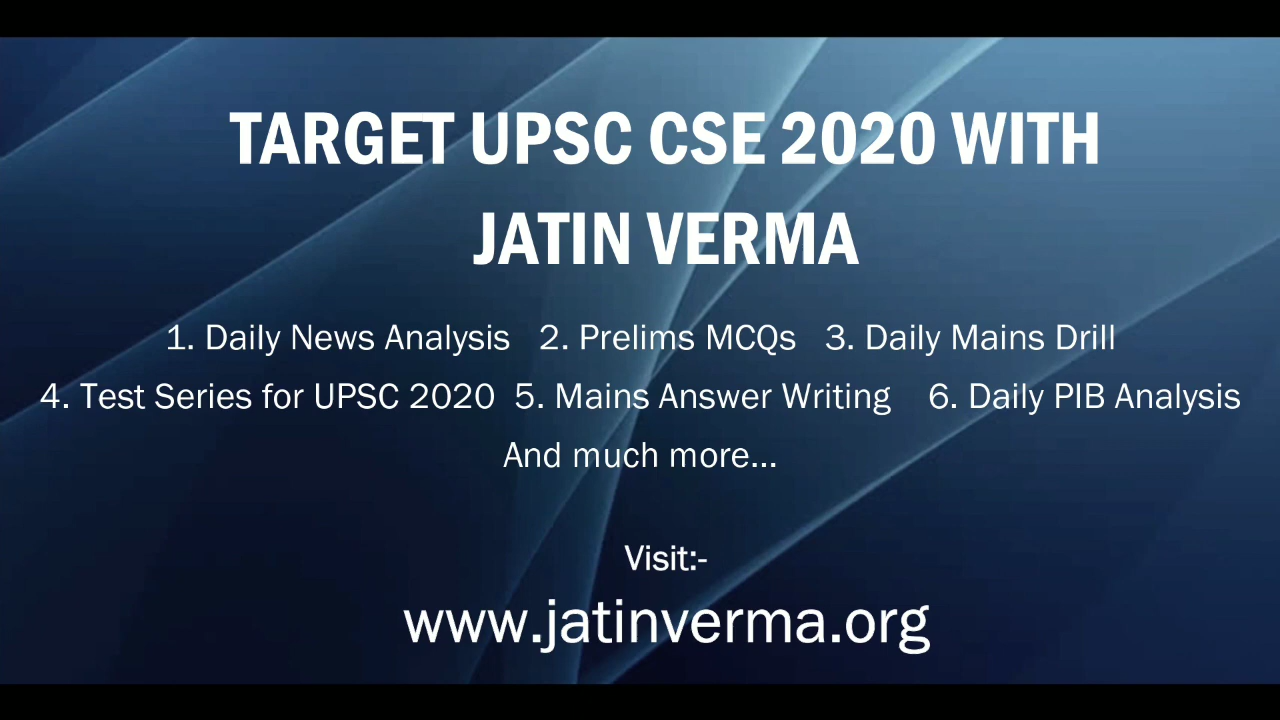 TARGET UPSC CSE 2020 WITH
JATIN VERMA
1. Daily News Analysis 2. Prelims MCQs 3. Daily Mains Drill
4. Test Series for UPSC 2020 5. Mains Answer Writing 6. Daily PIB Analysis
And much more...
Visit:-
www.jatinverma.org